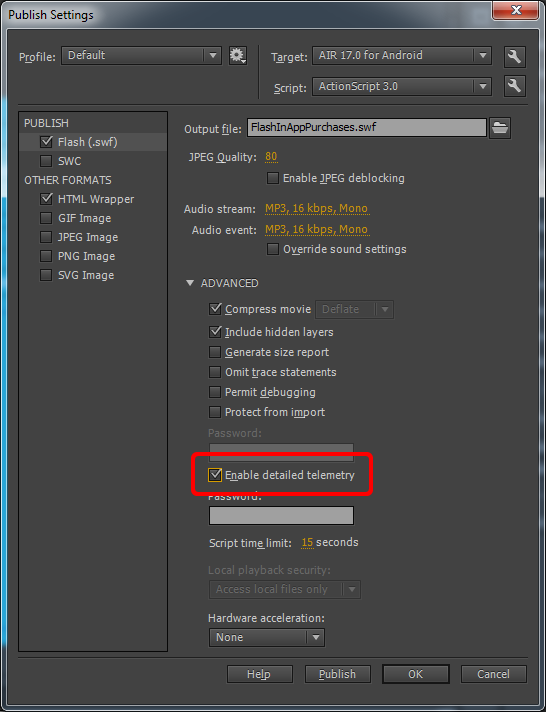 Publish Settings
Profile: Default
Target: AIR 17.0 for Android
Script: ActionScript 3.0
PUBLISH
Flash (.swf)
SWC
OTHER FORMATS
HTML Wrapper
GIF Image
JPEG Image
PNG Image
SVG Image
Output file: FlashInAppPurchases.swf
JPEG Quality: 80
Enable JPEG deblocking
Audio stream: MP3, 16 kbps, Mono
Audio event: MP3, 16 kbps, Mono
Override sound settings
ADVANCED
Compress movie Deflate
Include hidden layers
Generate size report
Omit trace statements
Permit debugging
Protect from import
Password:
Enable detailed telemetry
Password:
Script time limit: 15 seconds
Local playback security:
Access local files only
Hardware acceleration:
None
Help Publish OK Cancel